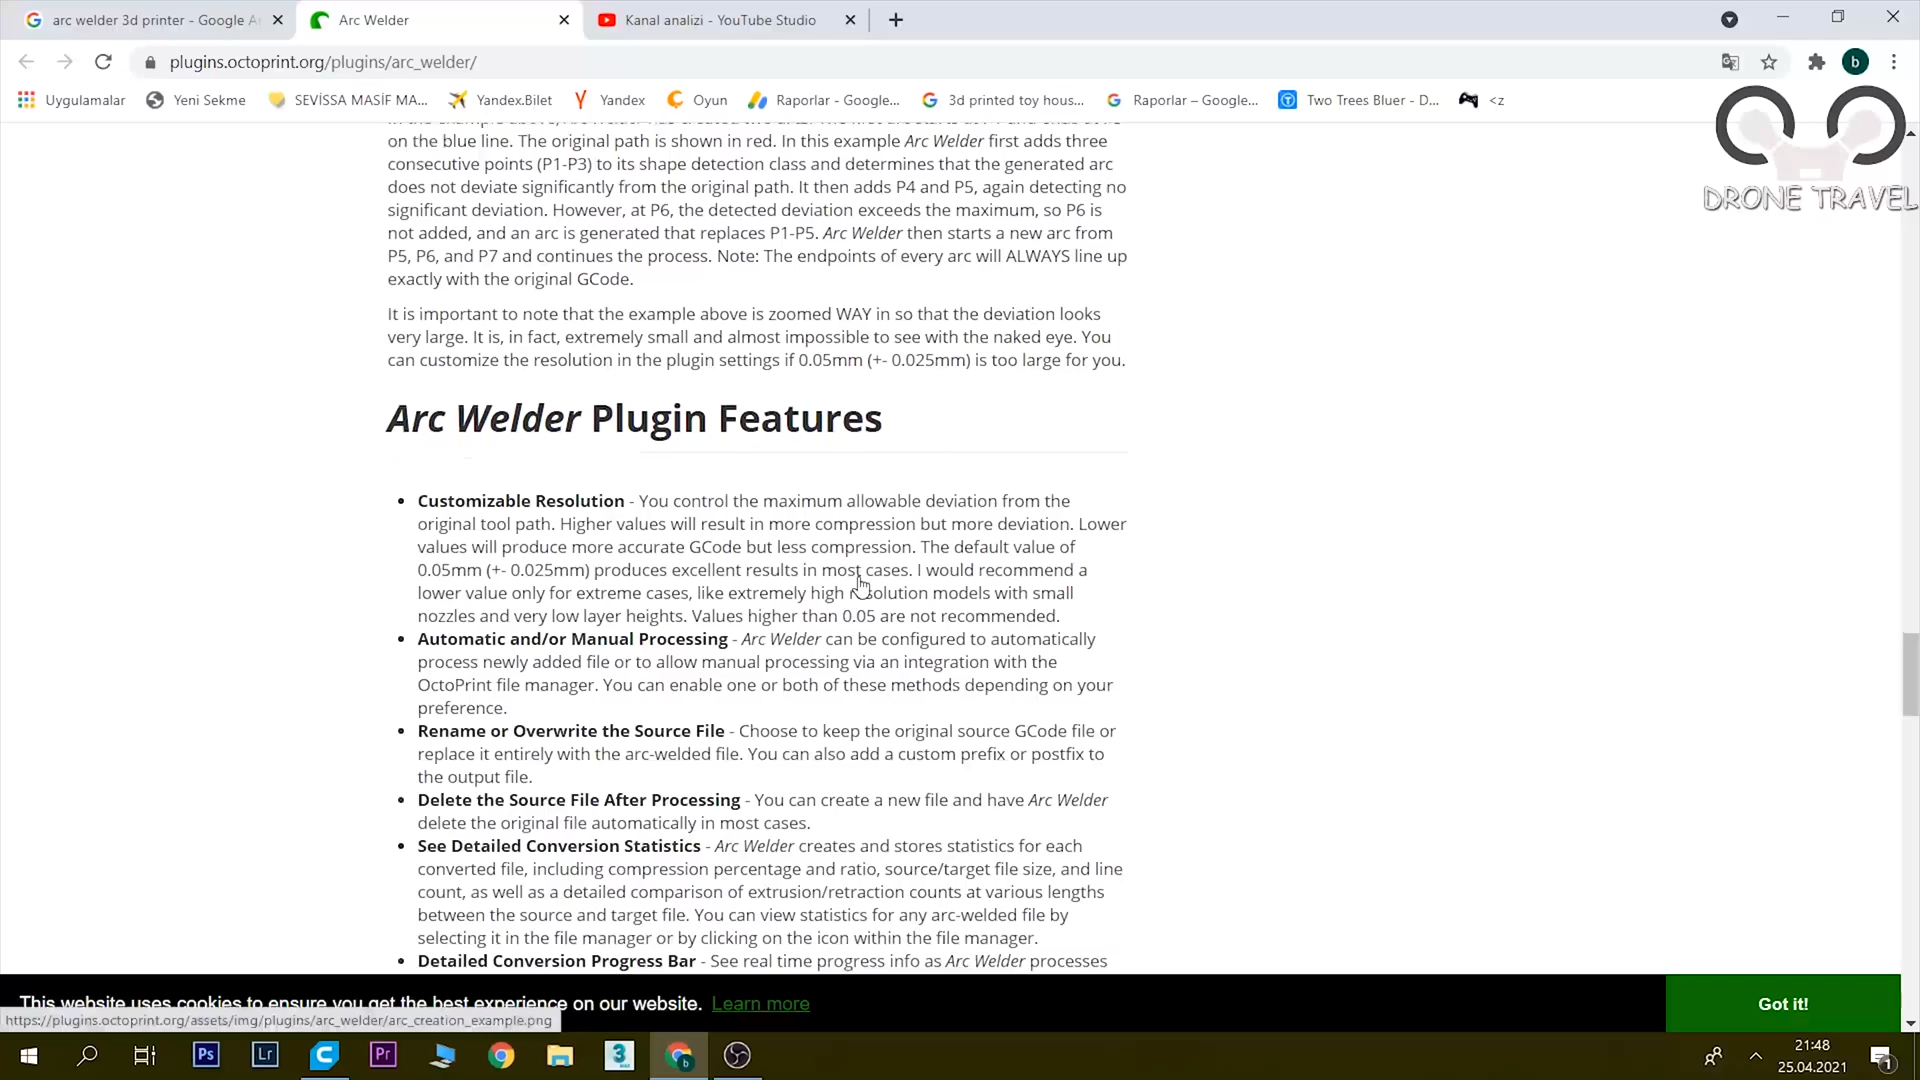 arc welder 3d printer - Google A
Arc Welder
Kanal analizi - YouTube Studio
plugins.octoprint.org/plugins/arc_welder/
b
Uygulamalar
Yeni Sekme
SEVİSSA MASİF MA...
Yandex.Bilet
Yandex
Oyun
Raporlar - Google...
3d printed toy hous...
Raporlar – Google...
Two Trees Bluer - D...
<z
DRONE TRAVEL
on the blue line. The original path is shown in red. In this example Arc Welder first adds three
consecutive points (P1-P3) to its shape detection class and determines that the generated arc
does not deviate significantly from the original path. It then adds P4 and P5, again detecting no
significant deviation. However, at P6, the detected deviation exceeds the maximum, so P6 is
not added, and an arc is generated that replaces P1-P5. Arc Welder then starts a new arc from
P5, P6, and P7 and continues the process. Note: The endpoints of every arc will ALWAYS line up
exactly with the original GCode.
It is important to note that the example above is zoomed WAY in so that the deviation looks
very large. It is, in fact, extremely small and almost impossible to see with the naked eye. You
can customize the resolution in the plugin settings if 0.05mm (+- 0.025mm) is too large for you.
Arc Welder Plugin Features
• Customizable Resolution - You control the maximum allowable deviation from the
original tool path. Higher values will result in more compression but more deviation. Lower
values will produce more accurate GCode but less compression. The default value of
0.05mm (+- 0.025mm) produces excellent results in most cases. I would recommend a
lower value only for extreme cases, like extremely high resolution models with small
nozzles and very low layer heights. Values higher than 0.05 are not recommended.
• Automatic and/or Manual Processing - Arc Welder can be configured to automatically
process newly added file or to allow manual processing via an integration with the
OctoPrint file manager. You can enable one or both of these methods depending on your
preference.
• Rename or Overwrite the Source File - Choose to keep the original source GCode file or
replace it entirely with the arc-welded file. You can also add a custom prefix or postfix to
the output file.
• Delete the Source File After Processing - You can create a new file and have Arc Welder
delete the original file automatically in most cases.
• See Detailed Conversion Statistics - Arc Welder creates and stores statistics for each
converted file, including compression percentage and ratio, source/target file size, and line
count, as well as a detailed comparison of extrusion/retraction counts at various lengths
between the source and target file. You can view statistics for any arc-welded file by
selecting it in the file manager or by clicking on the icon within the file manager.
• Detailed Conversion Progress Bar - See real time progress info as Arc Welder processes
This website uses cookies to ensure you get the best experience on our website. Learn more
Got it!
https://plugins.octoprint.org/assets/img/plugins/arc_welder/arc_creation_example.png
Ps
Lr
Pr
3
b
21:48
25.04.2021
1